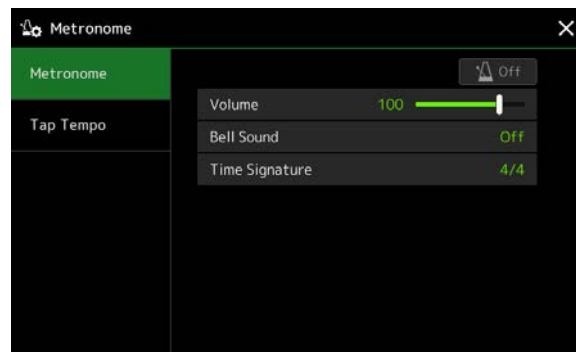 Metronome
Metronome
Off
Volume 100
Tap Tempo
Bell Sound Off
Time Signature 4/4